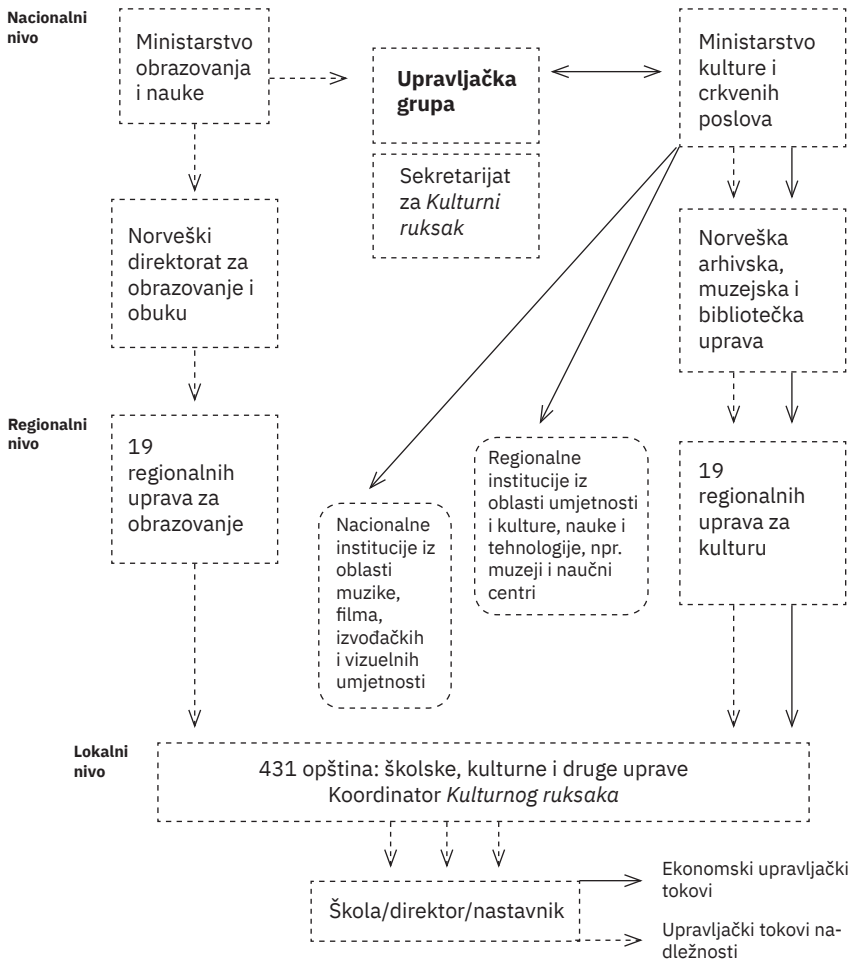 Nacionalni
nivo
Ministarstvo
obrazovanja
i nauke
Upravljačka
grupa
Ministarstvo
kulture i
crkvenih
poslova
Sekretarijat
za Kulturni
ruksak
Norveški
direktorat za
obrazovanje i
obuku
Norveška
arhivska,
muzejska i
bibliotečka
uprava
Regionalni
nivo
19
regionalnih
uprava za
obrazovanje
Nacionalne
institucije iz
oblasti
muzike,
filma,
izvođačkih
i vizuelnih
umjetnosti
Regionalne
institucije iz
oblasti umjetnosti
i kulture, nauke i
tehnologije, npr.
muzeji i naučni
centri
19
regionalnih
uprava za
kulturu
Lokalni
nivo
431 opština: školske, kulturne i druge uprave
Koordinator Kulturnog ruksaka
Škola/direktor/nastavnik
Ekonomski upravljački
tokovi
Upravljački tokovi na-
dležnosti